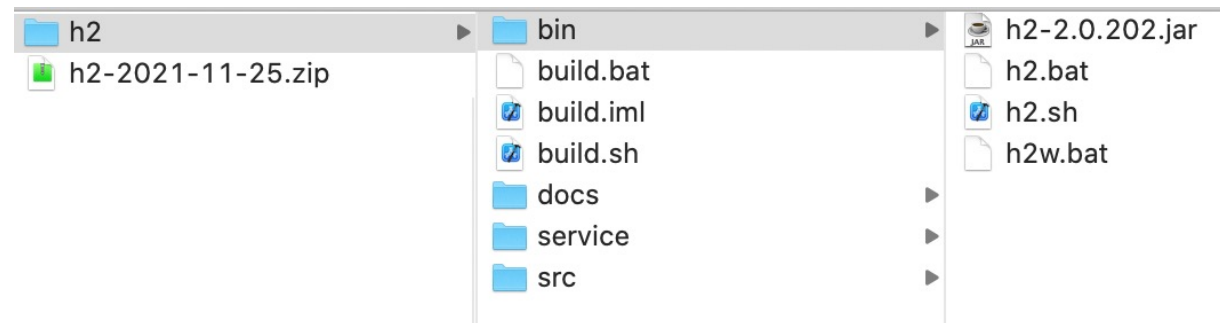 h2
h2-2021-11-25.zip
bin
build.bat
build.iml
build.sh
docs
service
src
h2-2.0.202.jar
JAR
h2.bat
h2.sh
h2w.bat